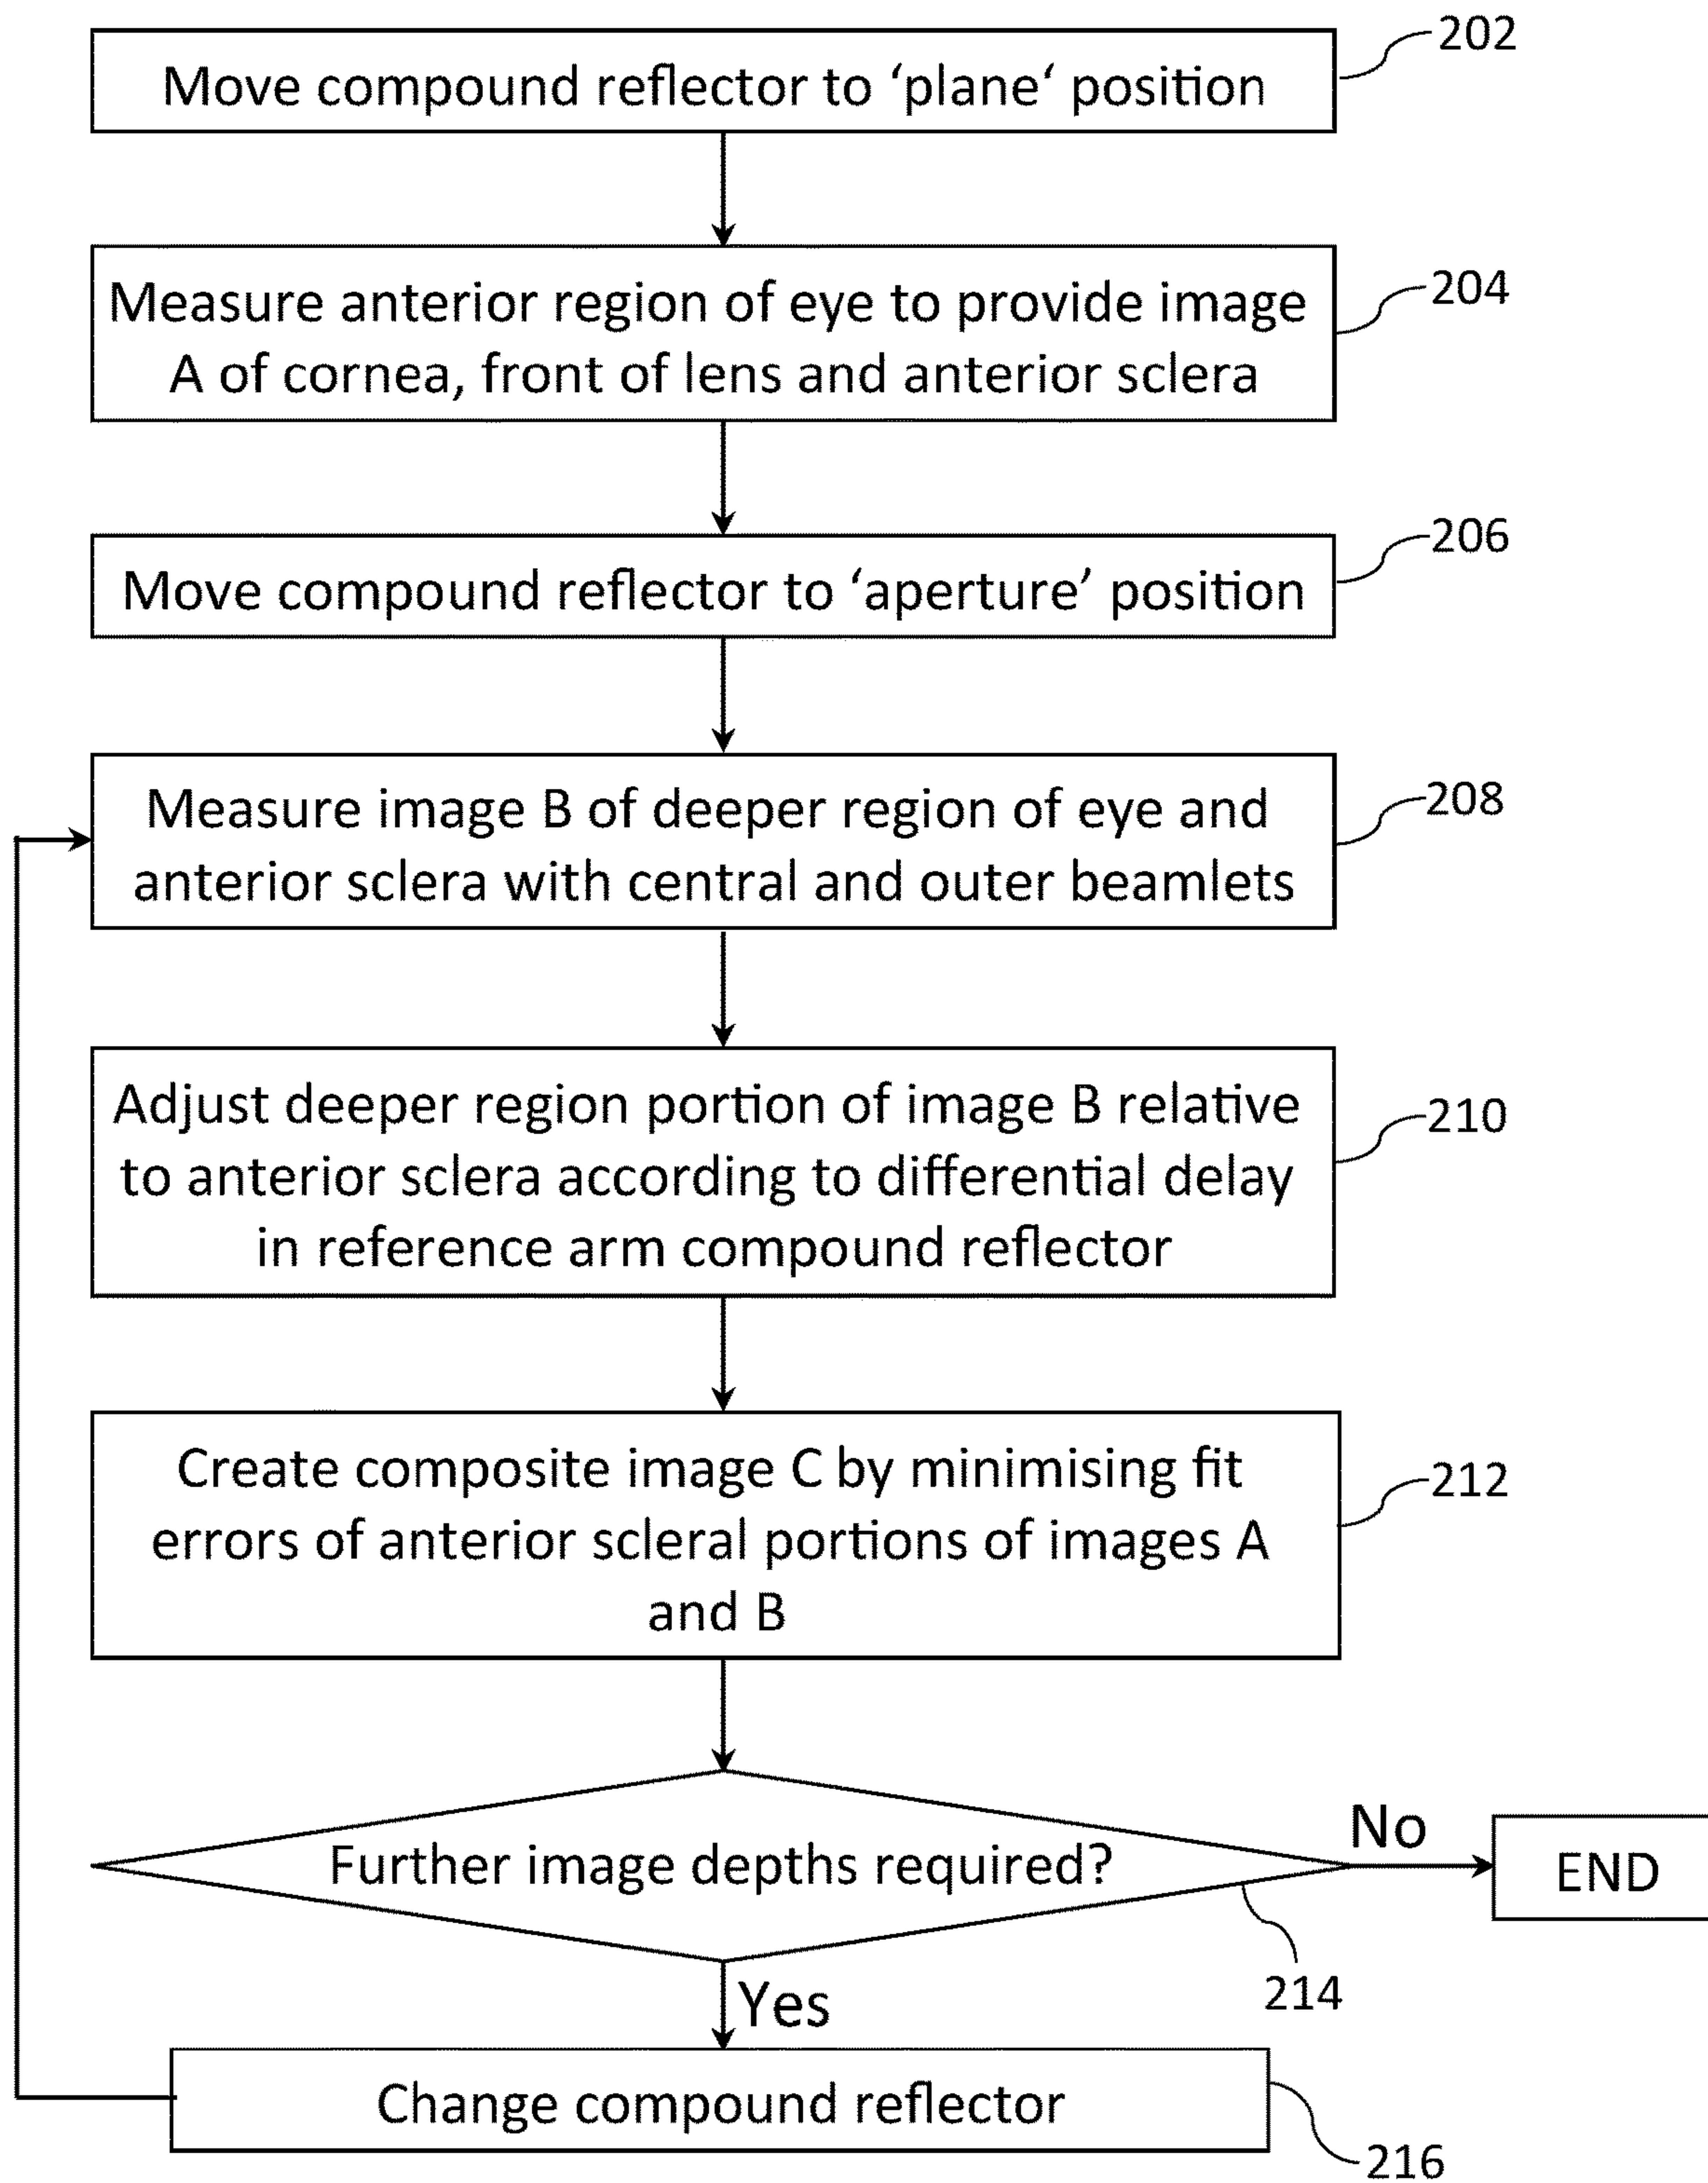 202
Move compound reflector to ‘plane‘ position
204
Measure anterior region of eye to provide image
A of cornea, front of lens and anterior sclera
206
Move compound reflector to ‘aperture’ position
208
Measure image B of deeper region of eye and
anterior sclera with central and outer beamlets
210
Adjust deeper region portion of image B relative
to anterior sclera according to differential delay
in reference arm compound reflector
212
Create composite image C by minimising fit
errors of anterior scleral portions of images A
and B
Further image depths required?
No
END
214
Yes
Change compound reflector
216